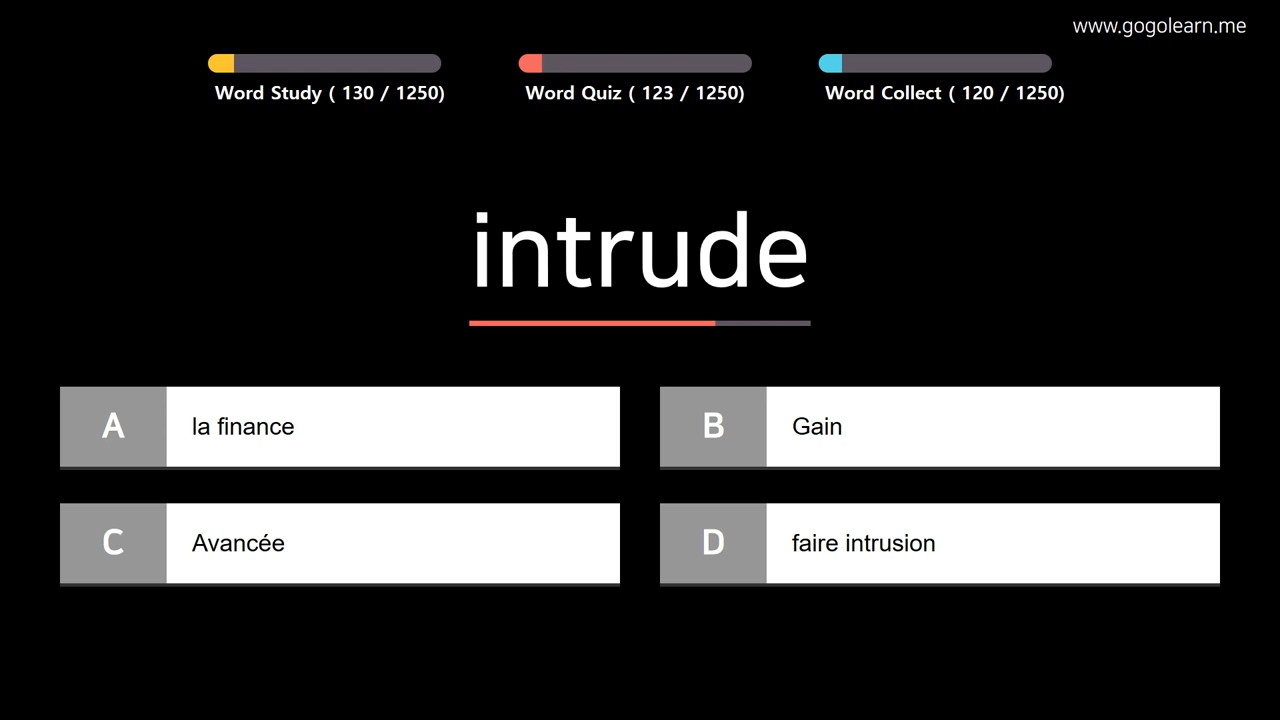 www.gogolearn.me
Word Study ( 130 / 1250)
Word Quiz ( 123 / 1250)
Word Collect ( 120 / 1250)
intrude
A
la finance
B
Gain
C
Avancée
D
faire intrusion